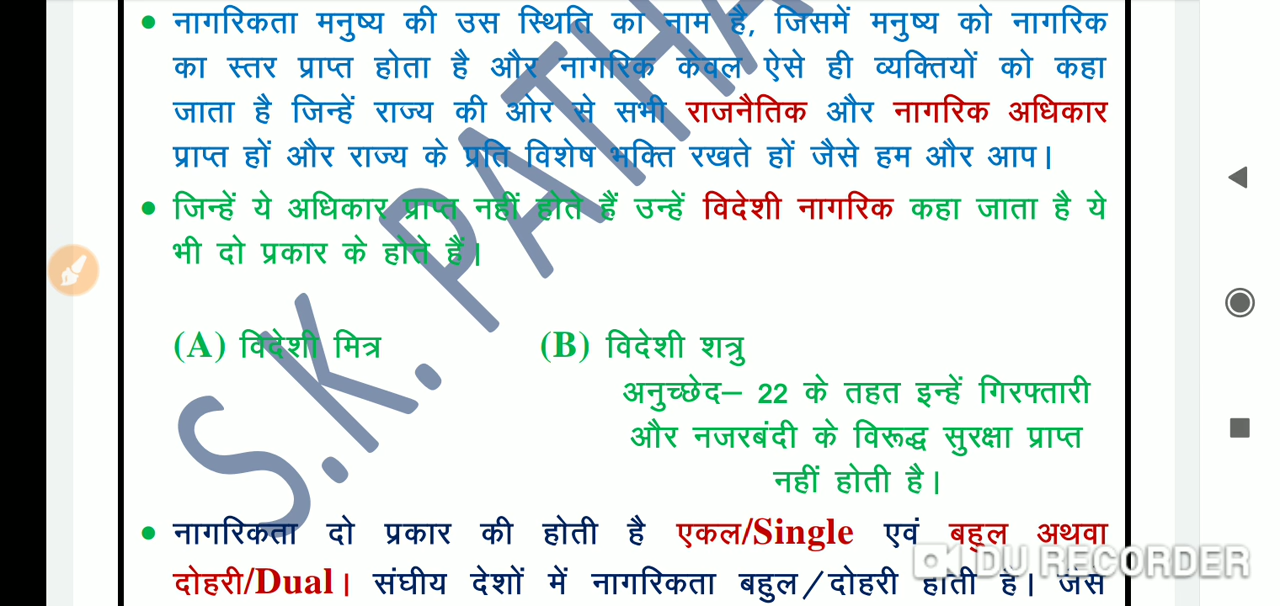 • नागरिकता मनुष्य की उस स्थिति का नाम है, जिसमें मनुष्य को नागरिक
का स्तर प्राप्त होता है और नागरिक केवल ऐसे ही व्यक्तियों को कहा
जाता है जिन्हें राज्य की ओर से सभी राजनैतिक और नागरिक अधिकार
प्राप्त हों और राज्य के प्रति विशेष भक्ति रखते हों जैसे हम और आप।
• जिन्हें ये अधिकार प्राप्त नहीं होते हैं उन्हें विदेशी नागरिक कहा जाता है ये
भी दो प्रकार के होते हैं।
(A) विदेशी मित्र (B) विदेशी शत्रु
अनुच्छेद– 22 के तहत इन्हें गिरफ्तारी
और नजरबंदी के विरूद्ध सुरक्षा प्राप्त
नहीं होती है।
• नागरिकता दो प्रकार की होती है एकल/Single एवं बहुल अथवा
दोहरी/Dual। संघीय देशों में नागरिकता बहुल/दोहरी होती है। जैसे
S.K. PATHA
DU RECORDER